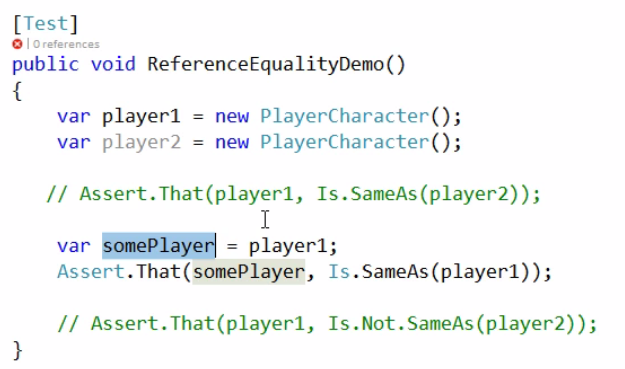 [Test]
| 0 references
public void ReferenceEqualityDemo()
{
var player1 = new PlayerCharacter();
var player2 = new PlayerCharacter();
// Assert.That(player1, Is.SameAs(player2));
var somePlayer = player1;
Assert.That(somePlayer, Is.SameAs(player1));
// Assert.That(player1, Is.Not.SameAs(player2));
}